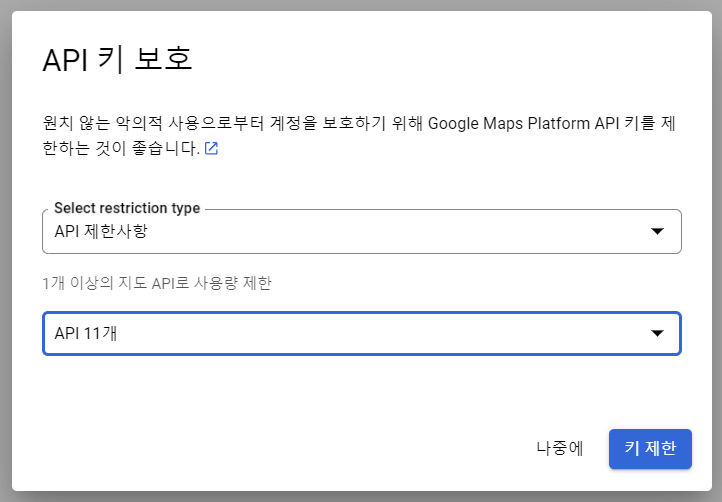 API 키 보호
원치 않는 악의적 사용으로부터 계정을 보호하기 위해 Google Maps Platform API 키를 제
한하는 것이 좋습니다.
Select restriction type
API 제한사항
1개 이상의 지도 API로 사용량 제한
API 11개
나중에
키 제한